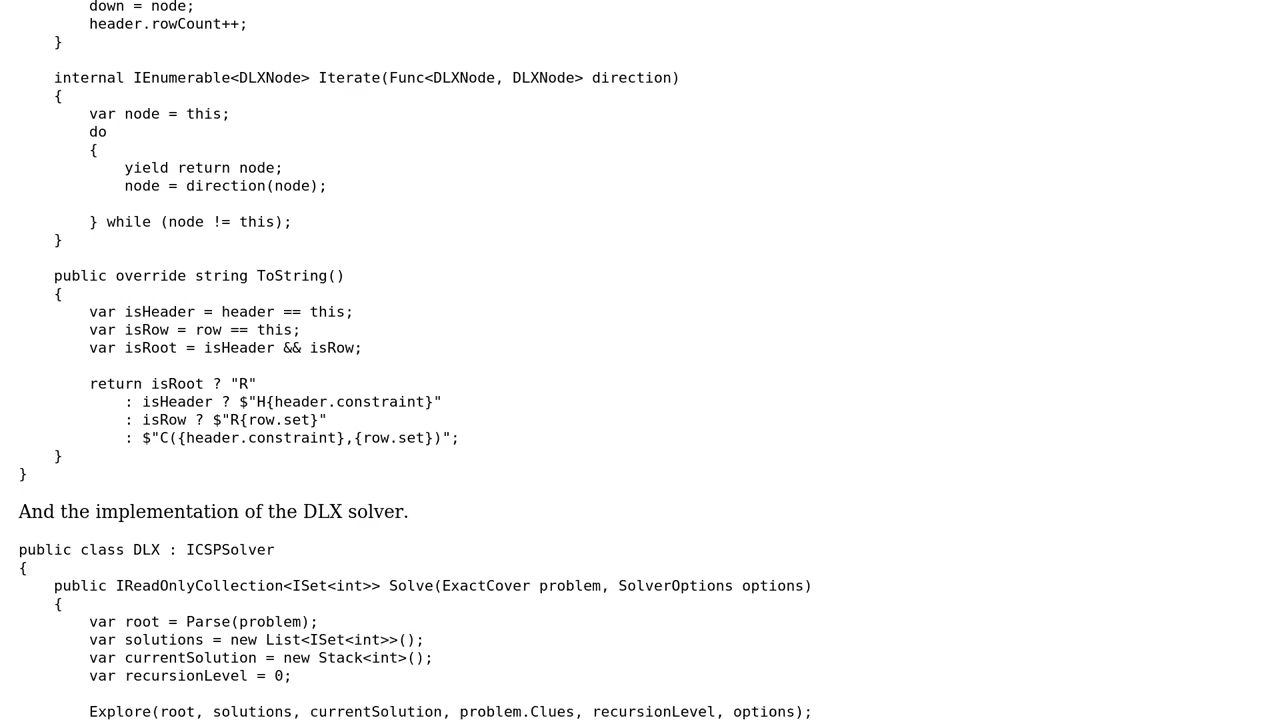 down = node;
        header.rowCount++;
    }

    internal IEnumerable<DLXNode> Iterate(Func<DLXNode, DLXNode> direction)
    {
        var node = this;
        do
        {
            yield return node;
            node = direction(node);

        } while (node != this);
    }

    public override string ToString()
    {
        var isHeader = header == this;
        var isRow = row == this;
        var isRoot = isHeader && isRow;

        return isRoot ? "R"
            : isHeader ? $"H{header.constraint}"
            : isRow ? $"R{row.set}"
            : $"C({header.constraint},{row.set})";
    }
}
And the implementation of the DLX solver.
public class DLX : ICSPSolver
{
    public IReadOnlyCollection<ISet<int>> Solve(ExactCover problem, SolverOptions options)
    {
        var root = Parse(problem);
        var solutions = new List<ISet<int>>();
        var currentSolution = new Stack<int>();
        var recursionLevel = 0;

        Explore(root, solutions, currentSolution, problem.Clues, recursionLevel, options);